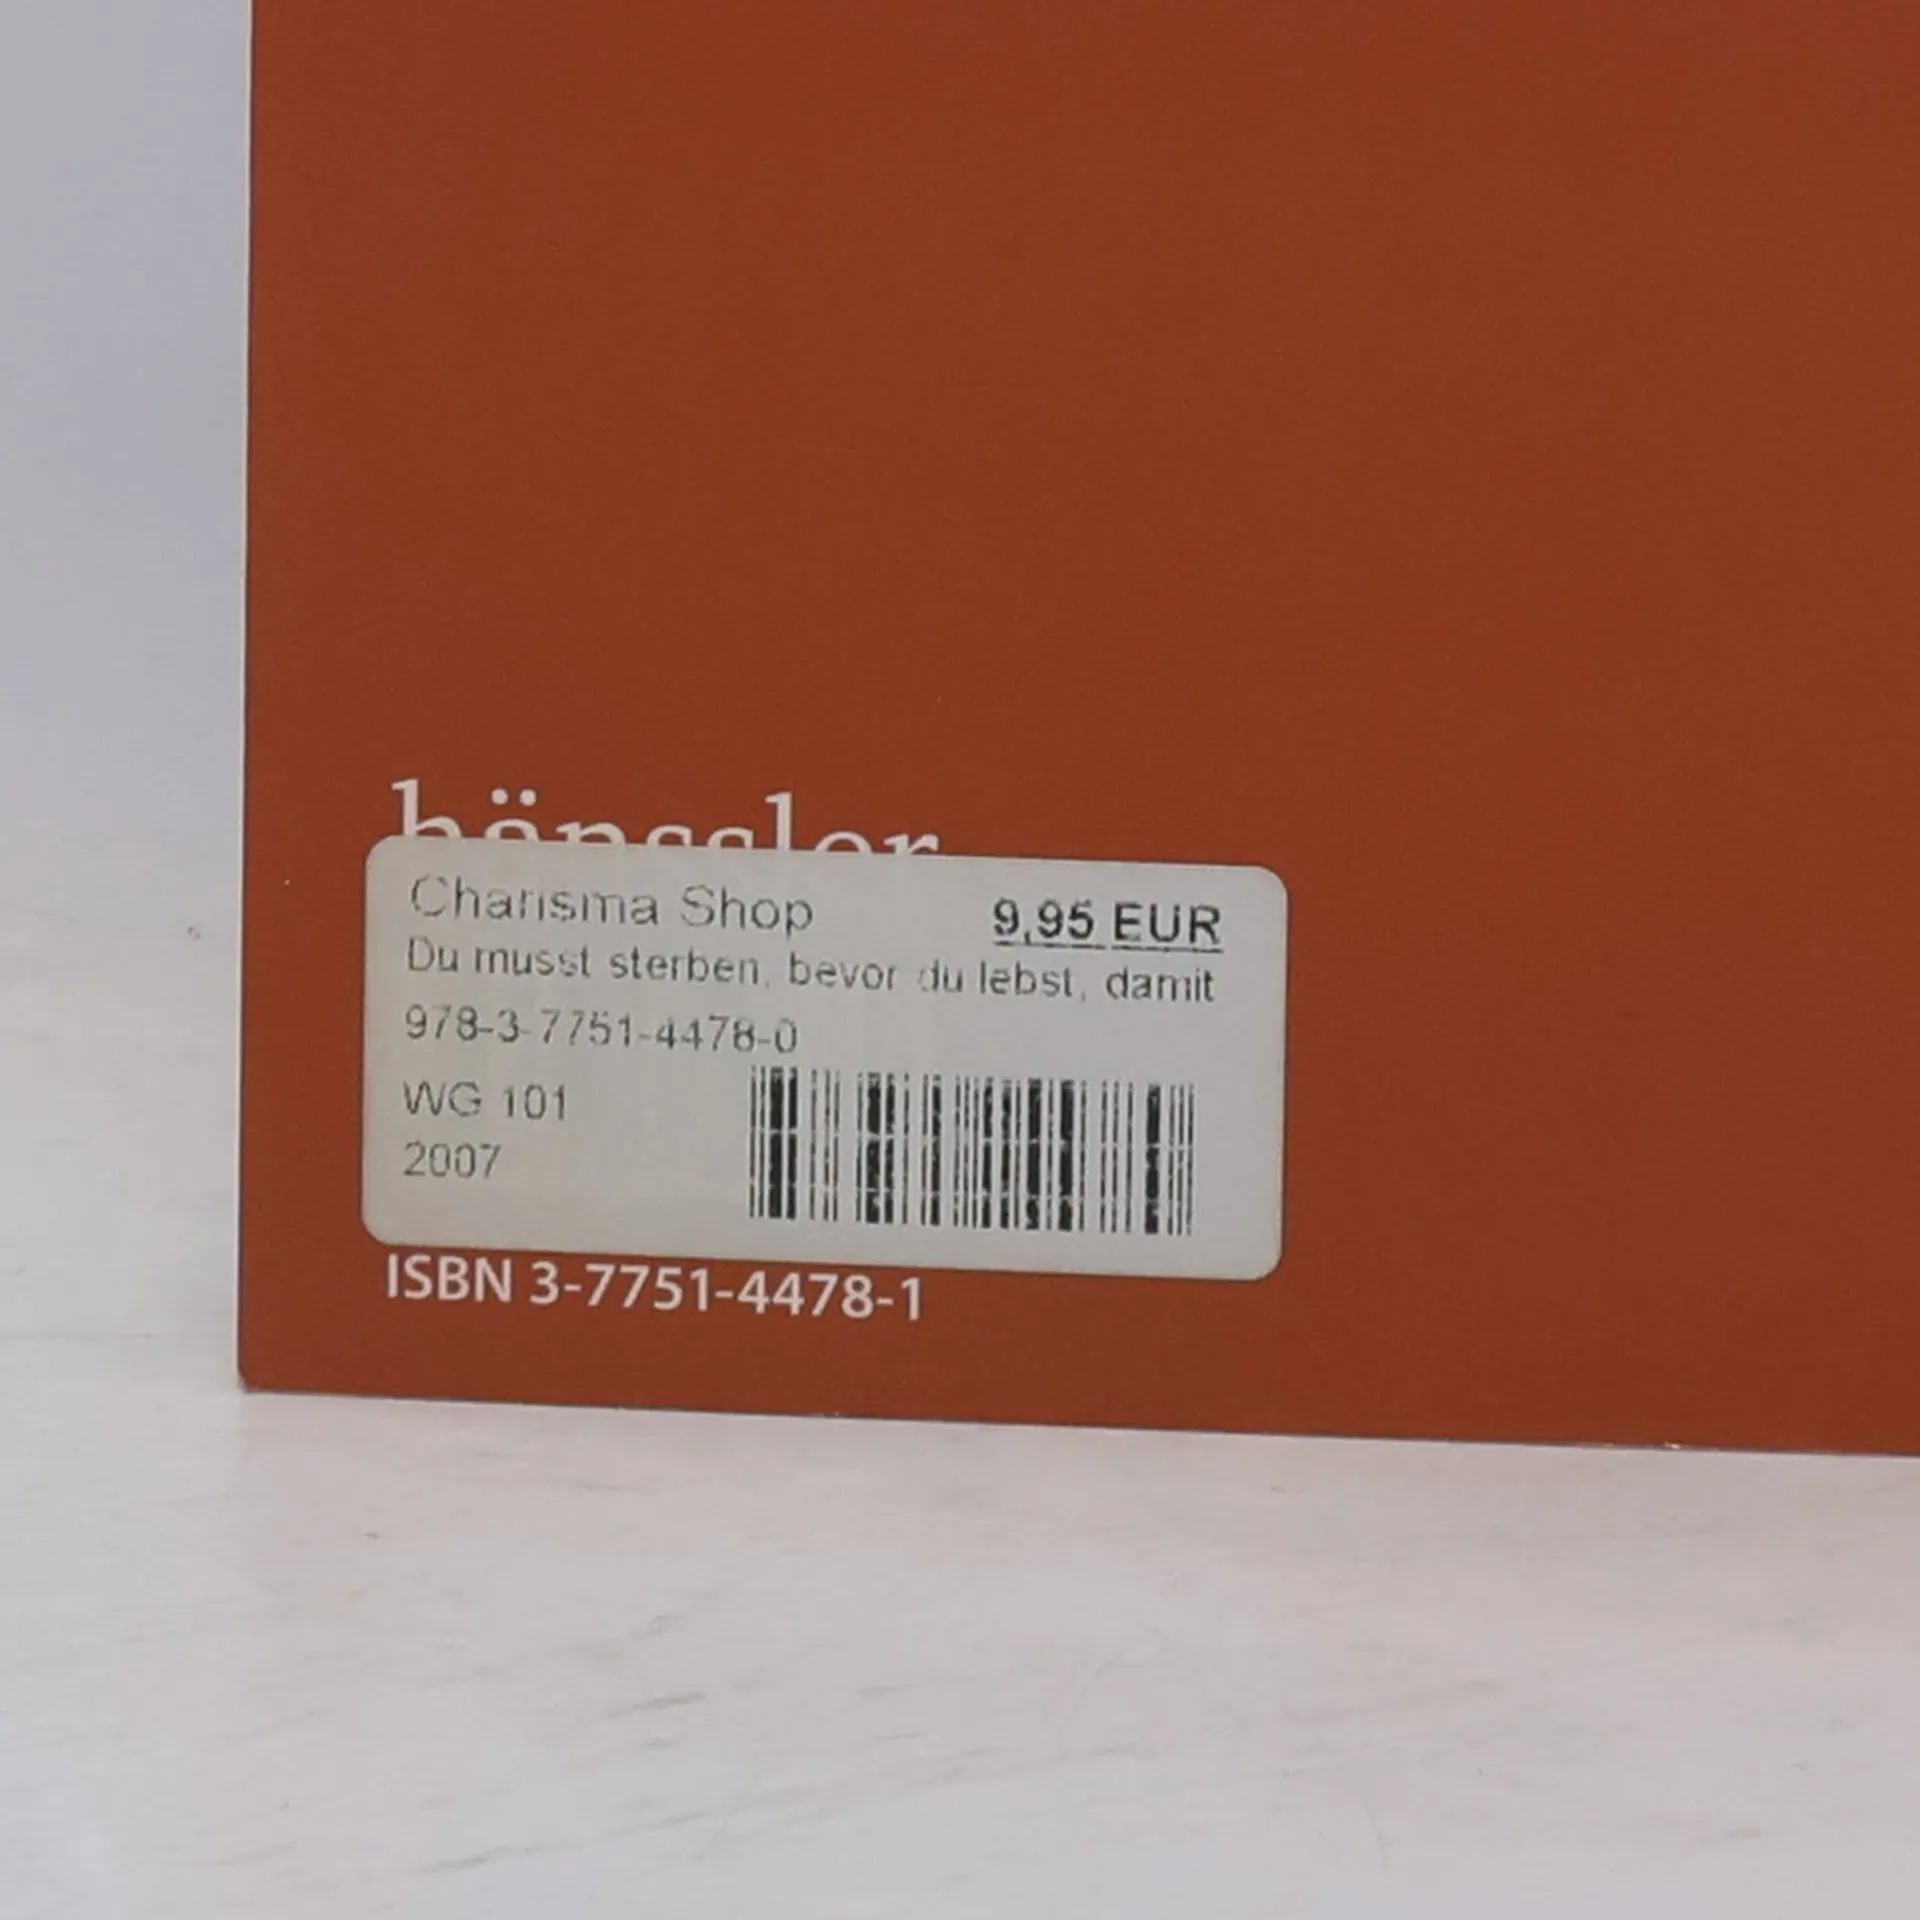 hänssler
Charisma Shop 9,95 EUR
Du musst sterben, bevor du lebst, damit
978-3-7751-4478-0
WG 101
2007
ISBN 3-7751-4478-1